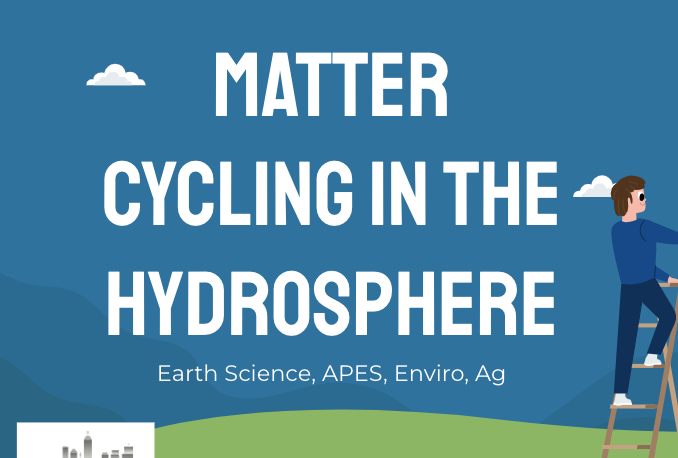 MATTER
CYCLING IN THE
HYDROSPHERE
Earth Science, APES, Enviro, Ag